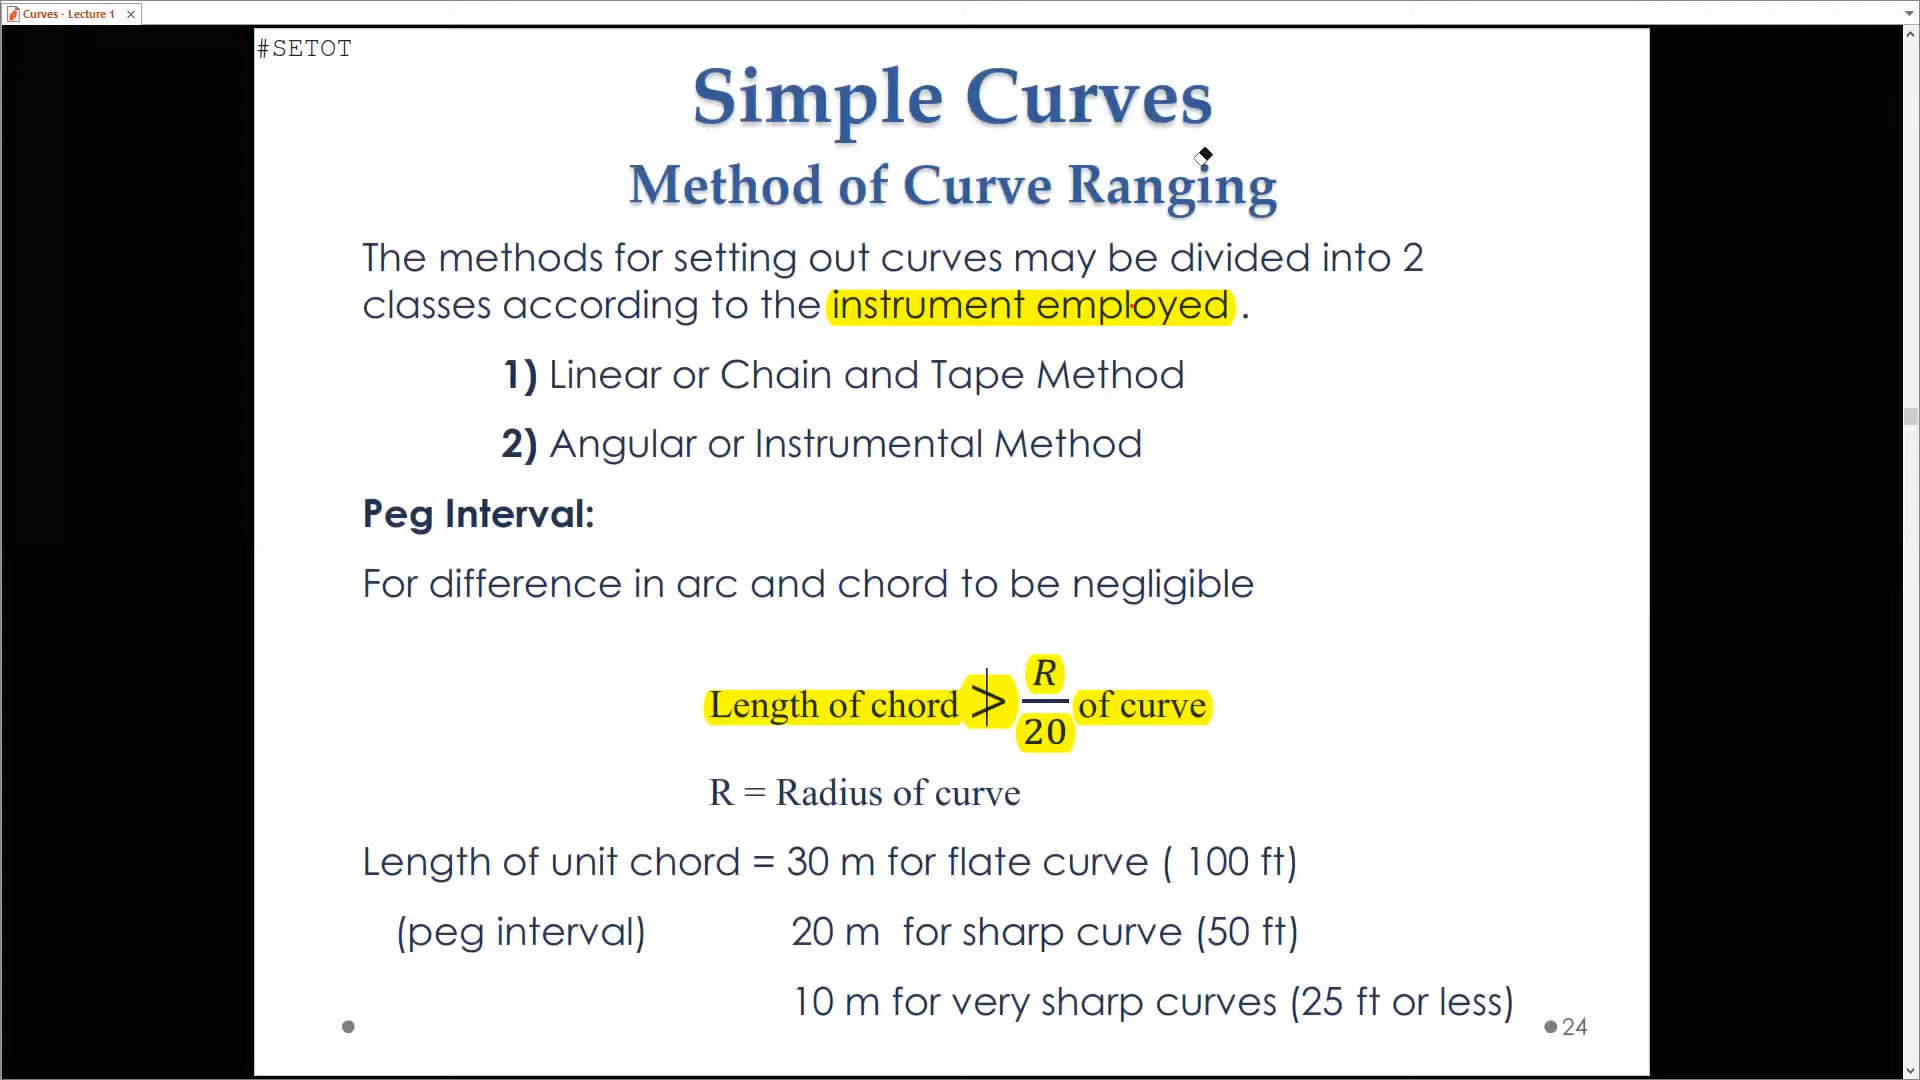 Curves - Lecture 1
#SETOT
Simple Curves
Method of Curve Ranging
The methods for setting out curves may be divided into 2
classes according to the instrument employed .
1) Linear or Chain and Tape Method
2) Angular or Instrumental Method
Peg Interval:
For difference in arc and chord to be negligible
Length of chord ≯ R/20 of curve
R = Radius of curve
Length of unit chord = 30 m for flate curve ( 100 ft)
(peg interval) 20 m for sharp curve (50 ft)
10 m for very sharp curves (25 ft or less)
24